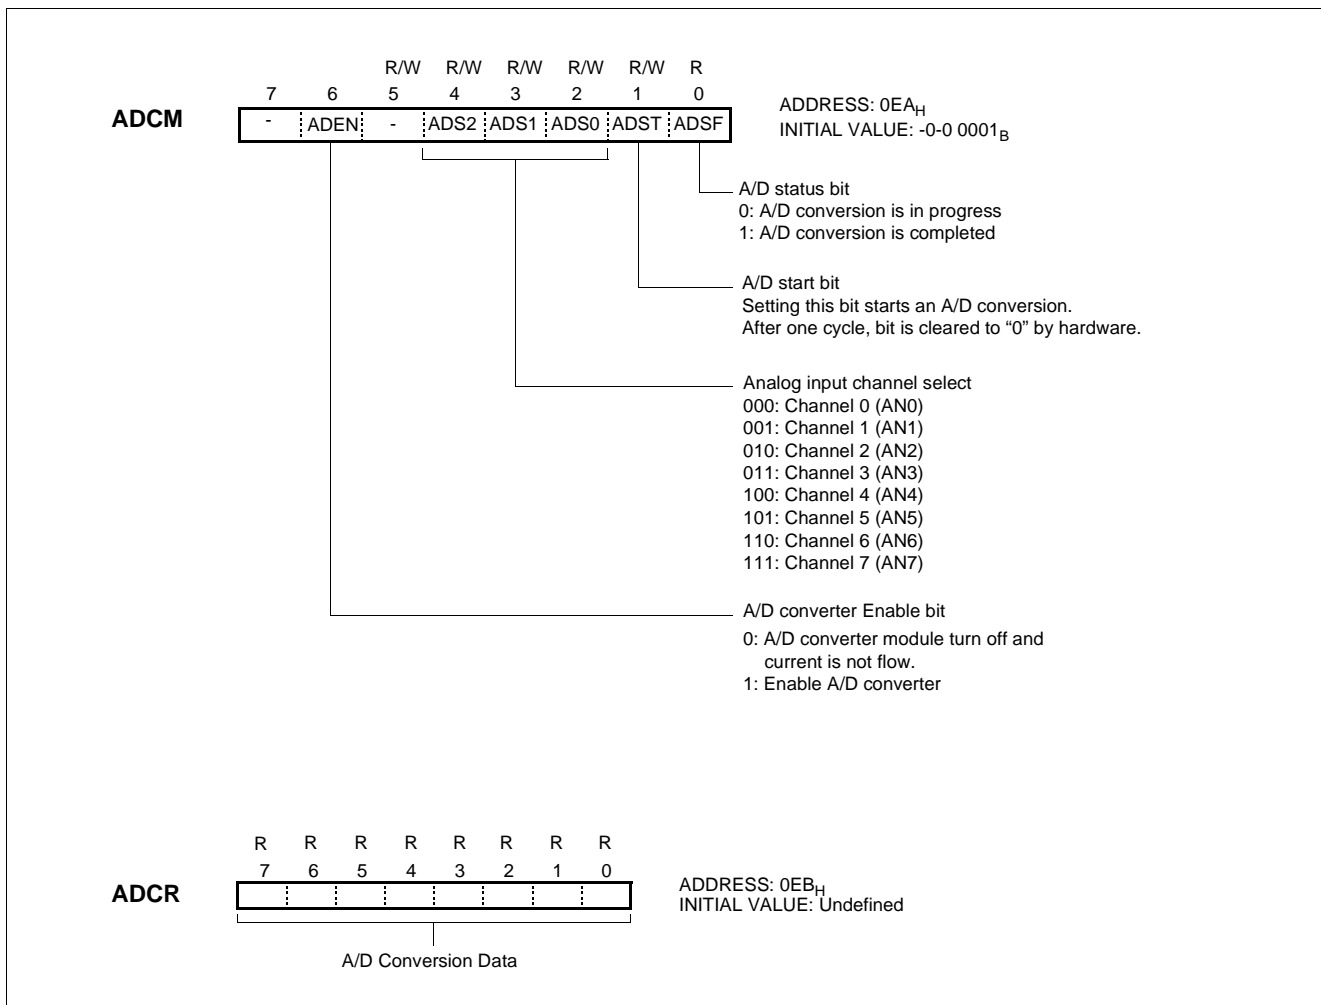 R/W R/W R/W R/W R/W R
7 6 5 4 3 2 1 0
ADCM
- ADEN - ADS2 ADS1 ADS0 ADST ADSF
ADDRESS: 0EAH
INITIAL VALUE: -0-0 0001B
A/D status bit
0: A/D conversion is in progress
1: A/D conversion is completed
A/D start bit
Setting this bit starts an A/D conversion.
After one cycle, bit is cleared to “0” by hardware.
Analog input channel select
000: Channel 0 (AN0)
001: Channel 1 (AN1)
010: Channel 2 (AN2)
011: Channel 3 (AN3)
100: Channel 4 (AN4)
101: Channel 5 (AN5)
110: Channel 6 (AN6)
111: Channel 7 (AN7)
A/D converter Enable bit
0: A/D converter module turn off and
current is not flow.
1: Enable A/D converter
R R R R R R R R
7 6 5 4 3 2 1 0
ADCR
ADDRESS: 0EBH
INITIAL VALUE: Undefined
A/D Conversion Data